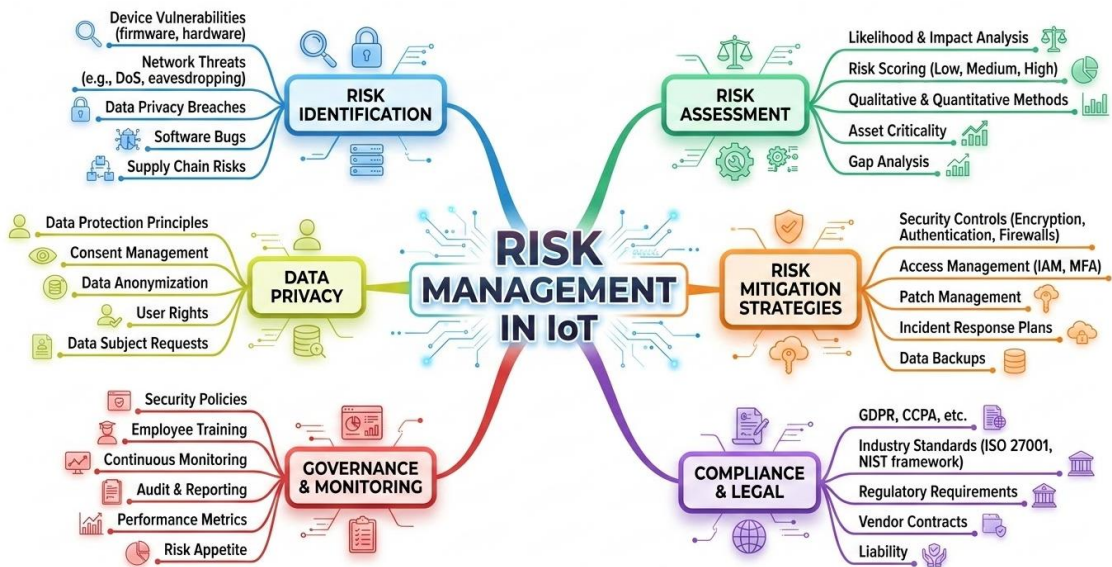 RISK
MANAGEMENT
IN IoT
RISK
IDENTIFICATION
Device Vulnerabilities
(firmware, hardware)
Network Threats
(e.g., DoS, eavesdropping)
Data Privacy Breaches
Software Bugs
Supply Chain Risks
RISK
ASSESSMENT
Likelihood & Impact Analysis
Risk Scoring (Low, Medium, High)
Qualitative & Quantitative Methods
Asset Criticality
Gap Analysis
DATA
PRIVACY
Data Protection Principles
Consent Management
Data Anonymization
User Rights
Data Subject Requests
RISK
MITIGATION
STRATEGIES
Security Controls (Encryption,
Authentication, Firewalls)
Access Management (IAM, MFA)
Patch Management
Incident Response Plans
Data Backups
GOVERNANCE
& MONITORING
Security Policies
Employee Training
Continuous Monitoring
Audit & Reporting
Performance Metrics
Risk Appetite
COMPLIANCE
& LEGAL
GDPR, CCPA, etc.
Industry Standards (ISO 27001,
NIST framework)
Regulatory Requirements
Vendor Contracts
Liability